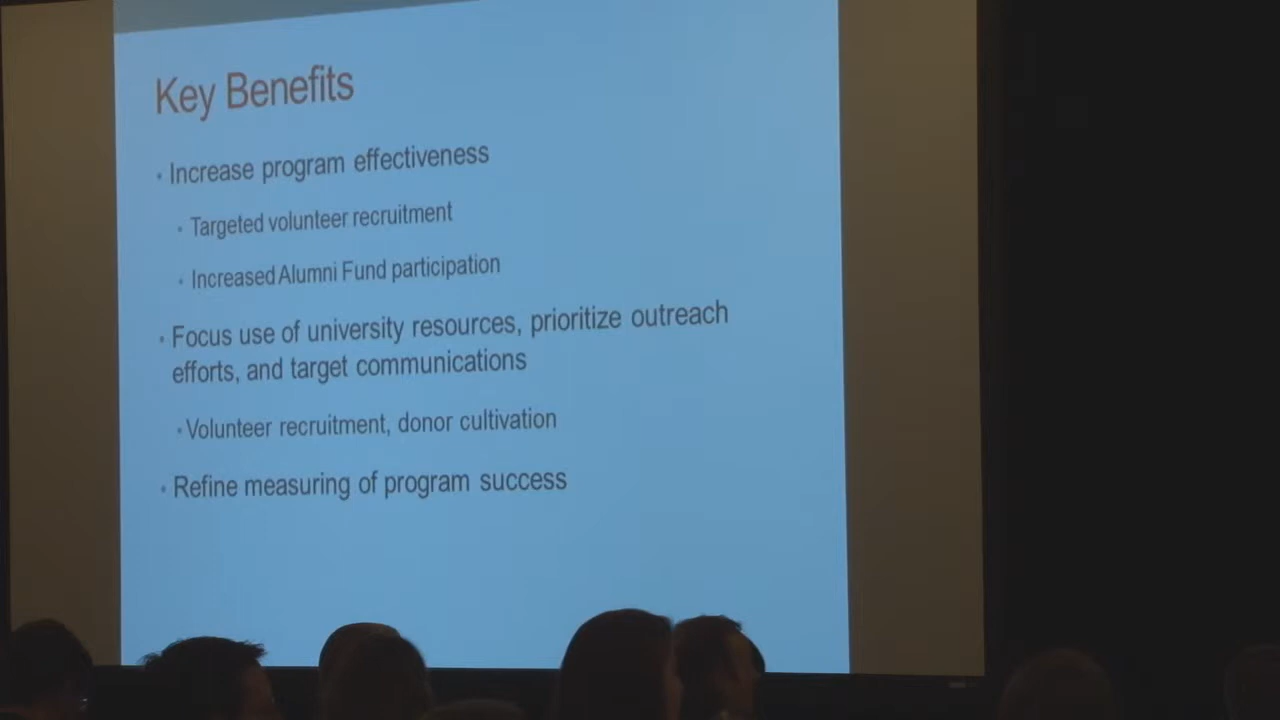 Key Benefits
• Increase program effectiveness
• Targeted volunteer recruitment
• Increased Alumni Fund participation
• Focus use of university resources, prioritize outreach
efforts, and target communications
• Volunteer recruitment, donor cultivation
• Refine measuring of program success